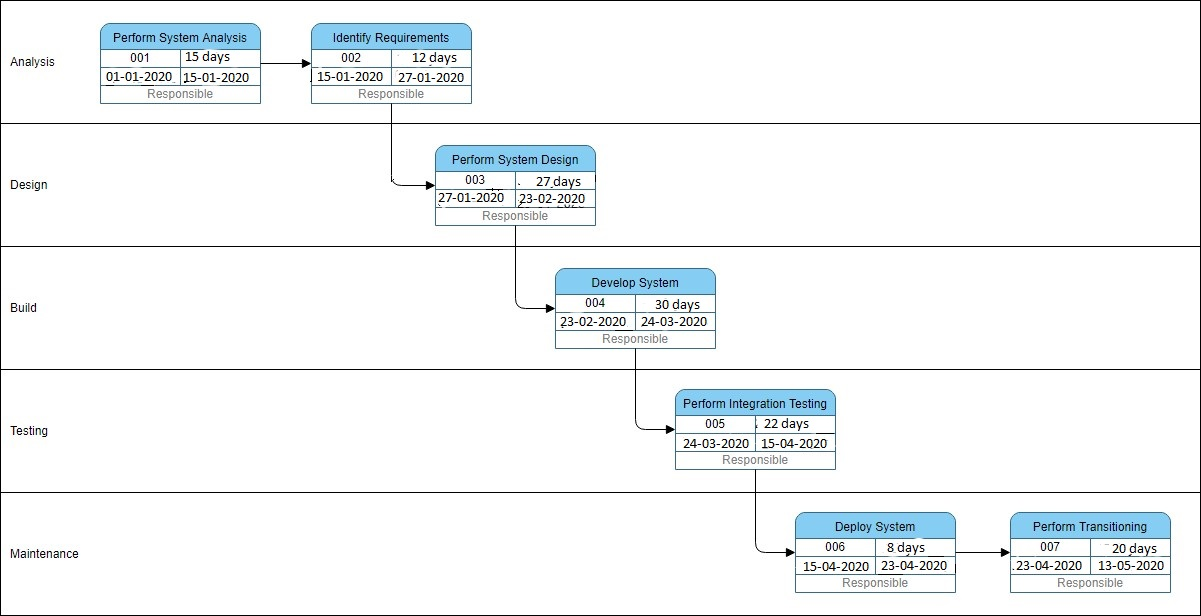 Analysis
Perform System Analysis
001 15 days
01-01-2020 15-01-2020
Responsible
Identify Requirements
002 12 days
15-01-2020 27-01-2020
Responsible
Design
Perform System Design
003 27 days
27-01-2020 23-02-2020
Responsible
Build
Develop System
004 30 days
23-02-2020 24-03-2020
Responsible
Testing
Perform Integration Testing
005 22 days
24-03-2020 15-04-2020
Responsible
Maintenance
Deploy System
006 8 days
15-04-2020 23-04-2020
Responsible
Perform Transitioning
007 20 days
23-04-2020 13-05-2020
Responsible